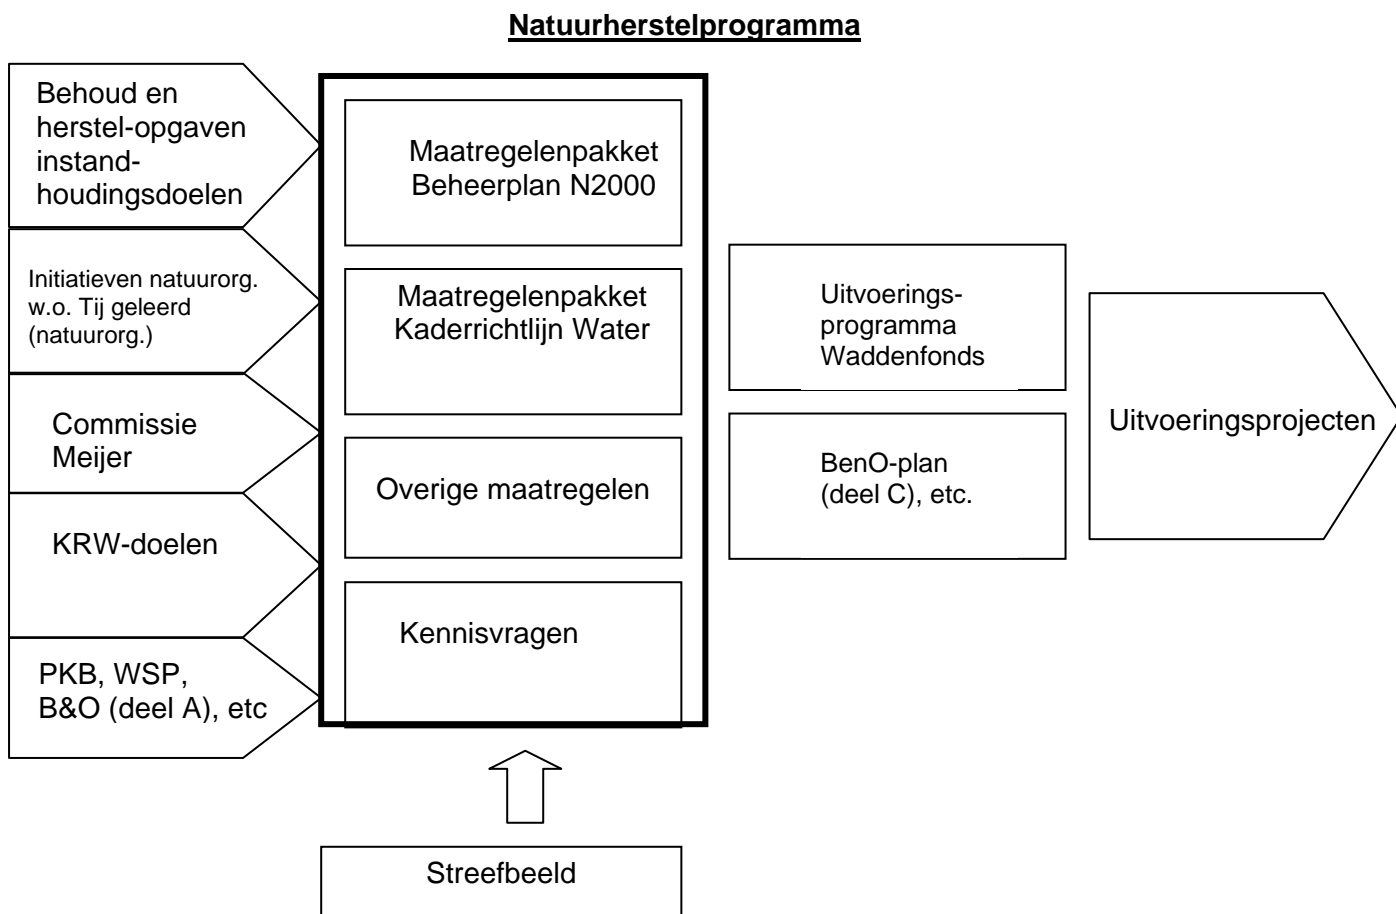 Natuurherstelprogramma
Behoud en
herstel-opgaven
instand-
houdingsdoelen
Initiatieven natuurorg.
w.o. Tij geleerd
(natuurorg.)
Commissie
Meijer
KRW-doelen
PKB, WSP,
B&O (deel A), etc
Maatregelenpakket
Beheerplan N2000
Maatregelenpakket
Kaderrichtlijn Water
Overige maatregelen
Kennisvragen
Streefbeeld
Uitvoerings-
programma
Waddenfonds
BenO-plan
(deel C), etc.
Uitvoeringsprojecten